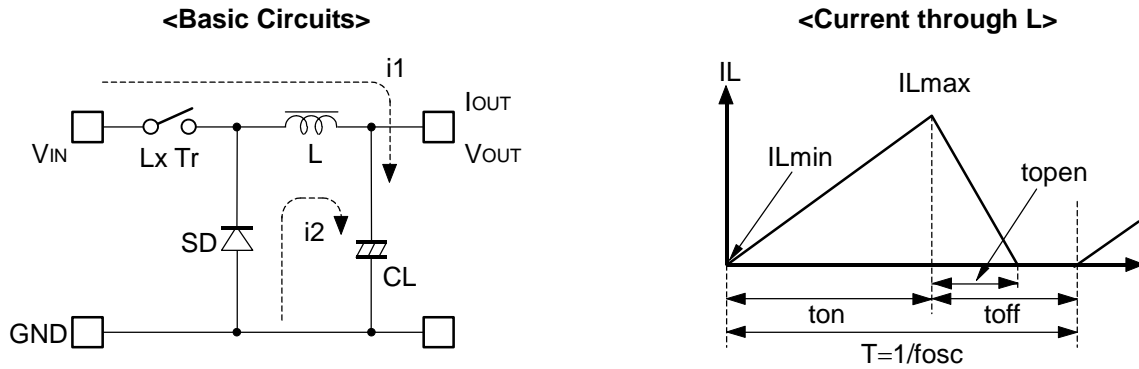 <Basic Circuits>
i1
IOUT
VIN
Lx Tr
L
VOUT
SD
i2
CL
GND
<Current through L>
IL
ILmax
ILmin
topen
ton
toff
T=1/fosc